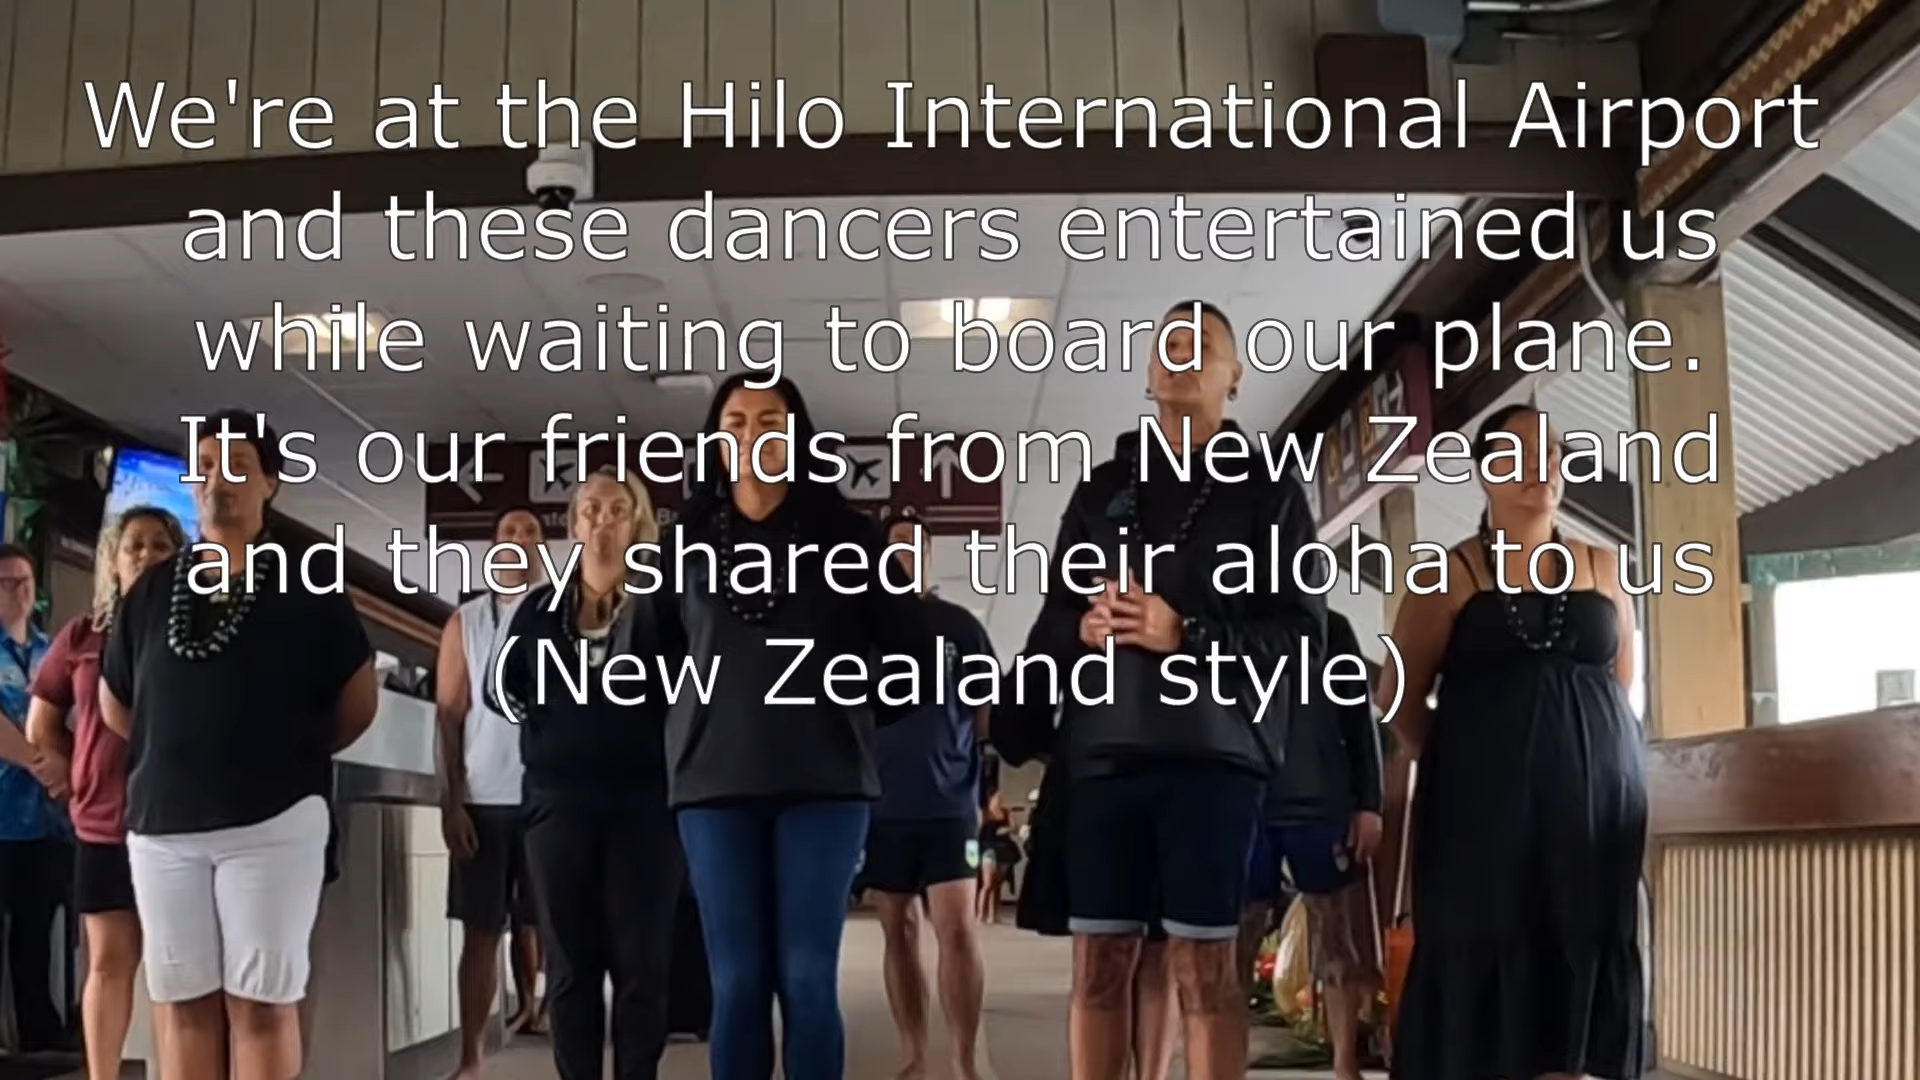 We're at the Hilo International Airport
and these dancers entertained us
while waiting to board our plane.
It's our friends from New Zealand
and they shared their aloha to us
(New Zealand style)